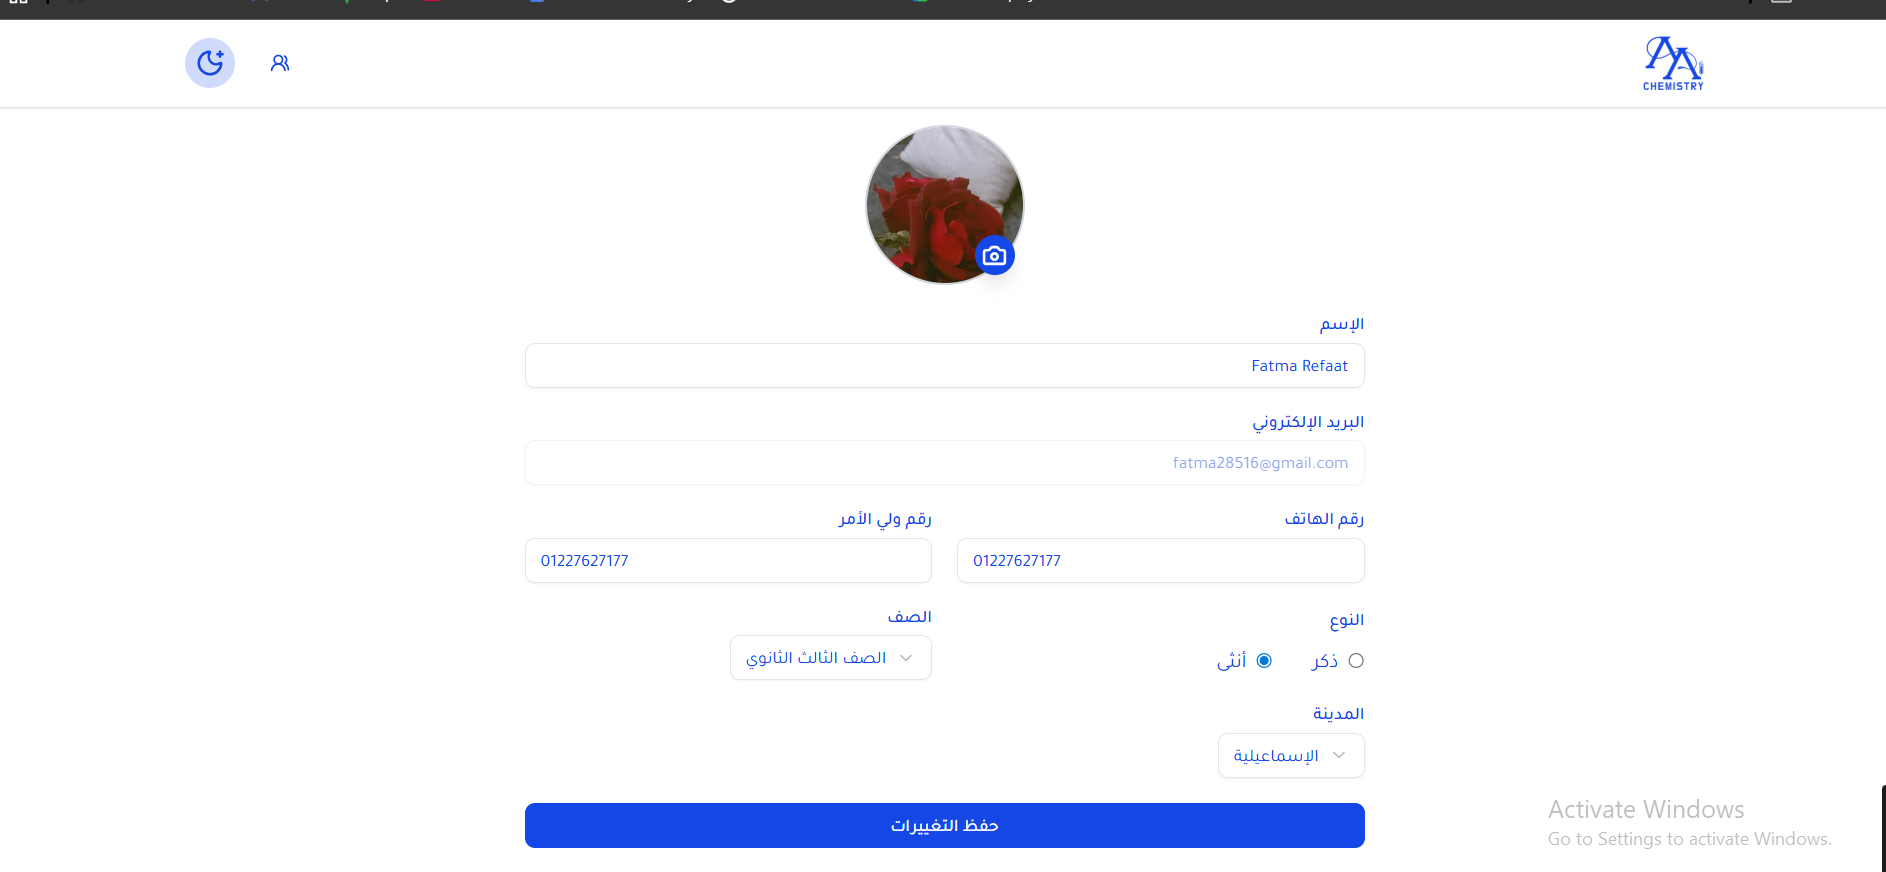 AA
CHEMISTRY
الإسم
Fatma Refaat
البريد الإلكتروني
fatma28516@gmail.com
رقم الهاتف
رقم ولي الأمر
01227627177
01227627177
النوع
الصف
ذكر
أنثى
الصف الثالث الثانوي
المدينة
الإسماعيلية
حفظ التغييرات
Activate Windows
Go to Settings to activate Windows.